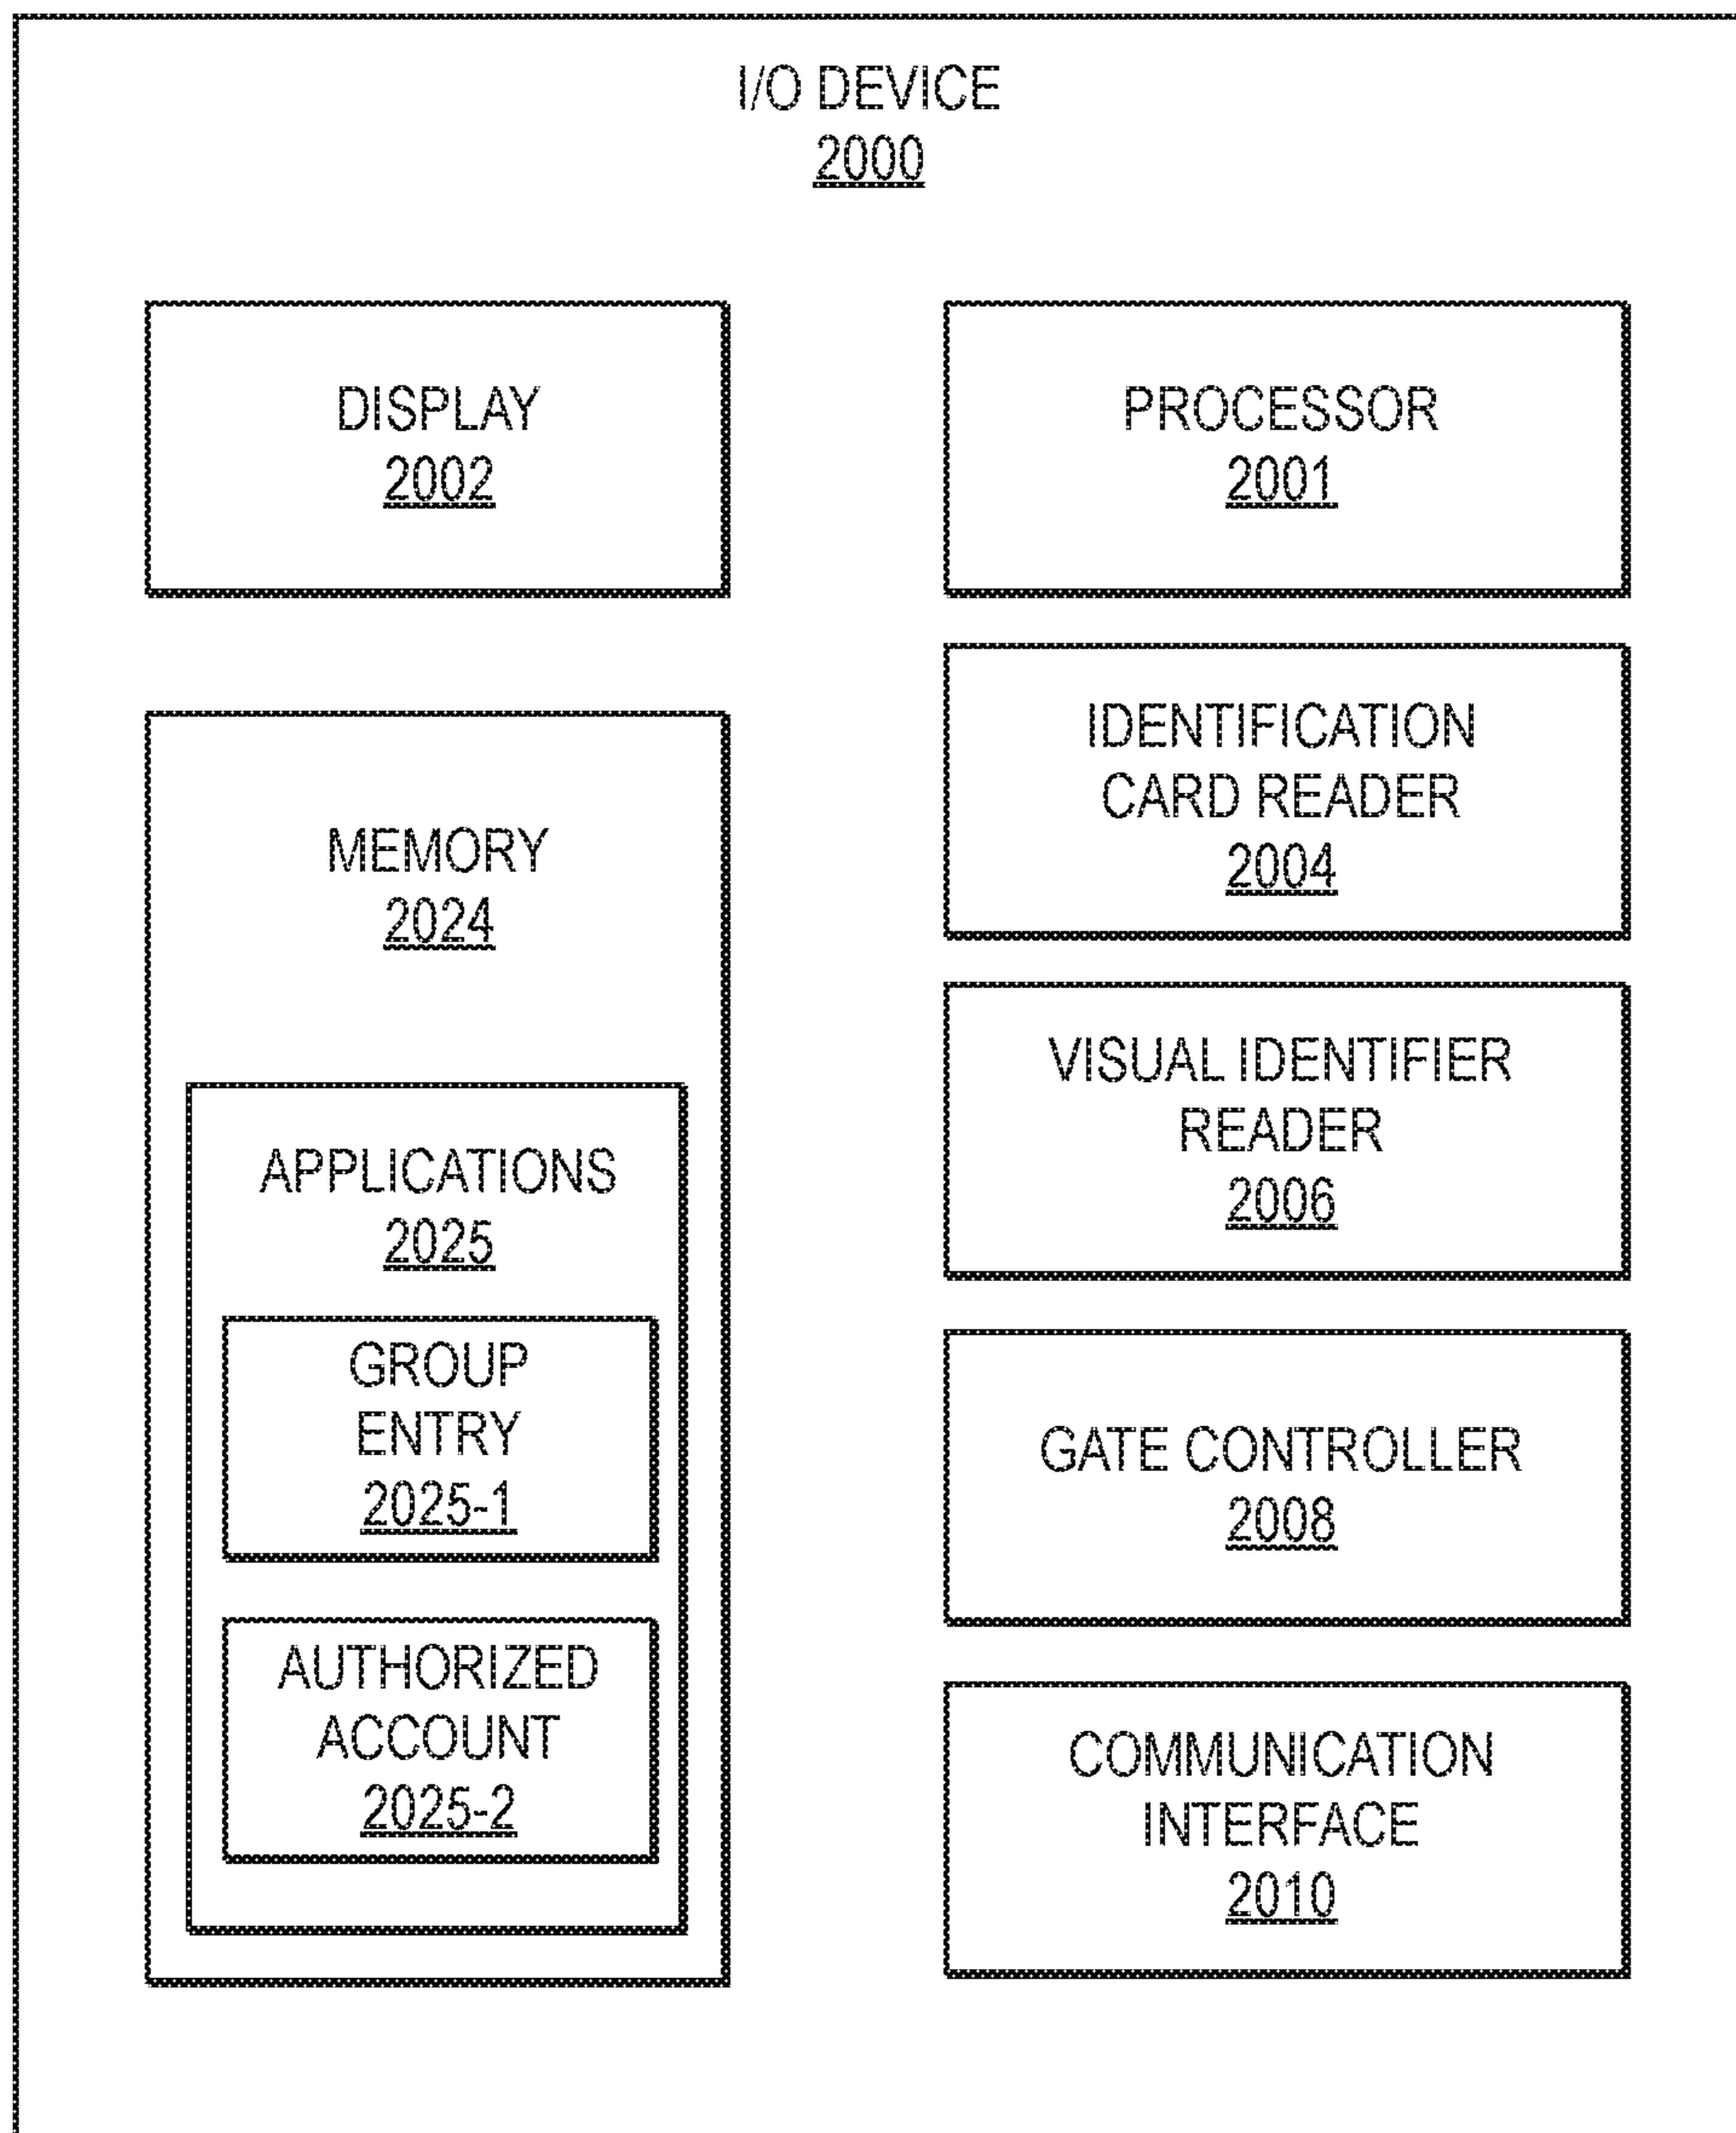 I/O DEVICE
2000
DISPLAY
2002
PROCESSOR
2001
MEMORY
2024
APPLICATIONS
2025
GROUP
ENTRY
2025-1
AUTHORIZED
ACCOUNT
2025-2
IDENTIFICATION
CARD READER
2004
VISUAL IDENTIFIER
READER
2006
GATE CONTROLLER
2008
COMMUNICATION
INTERFACE
2010